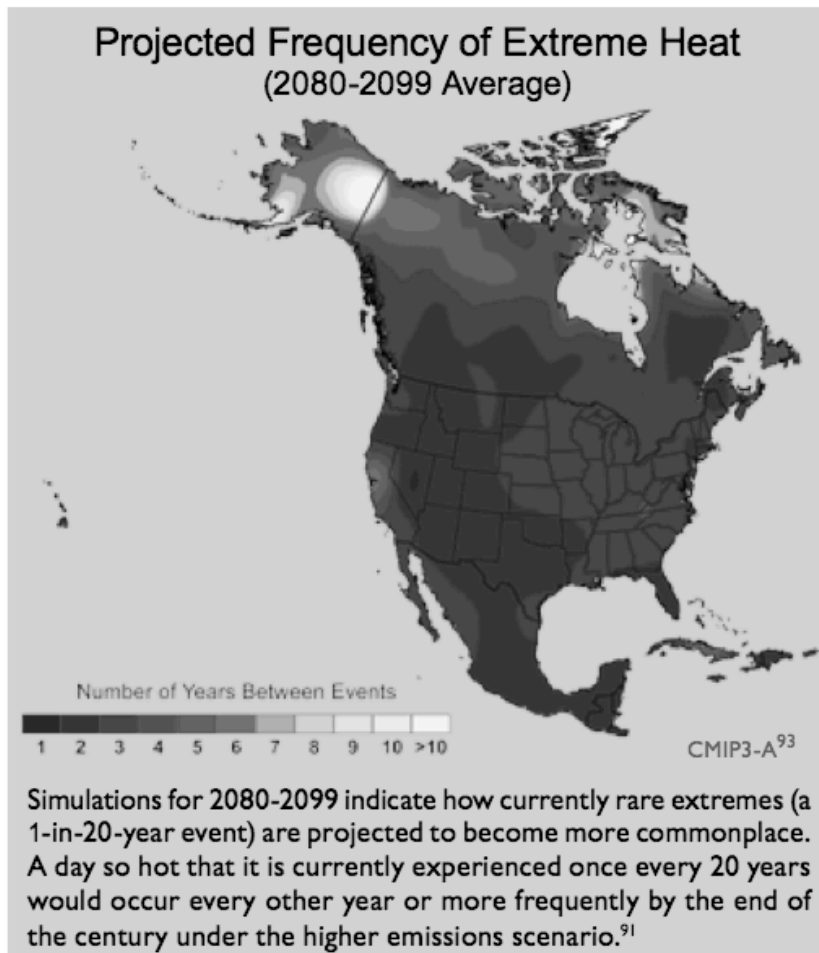 Projected Frequency of Extreme Heat
(2080-2099 Average)
Number of Years Between Events
1 2 3 4 5 6 7 8 9 10 >10
CMIP3-A93
Simulations for 2080-2099 indicate how currently rare extremes (a
1-in-20-year event) are projected to become more commonplace.
A day so hot that it is currently experienced once every 20 years
would occur every other year or more frequently by the end of
the century under the higher emissions scenario.91